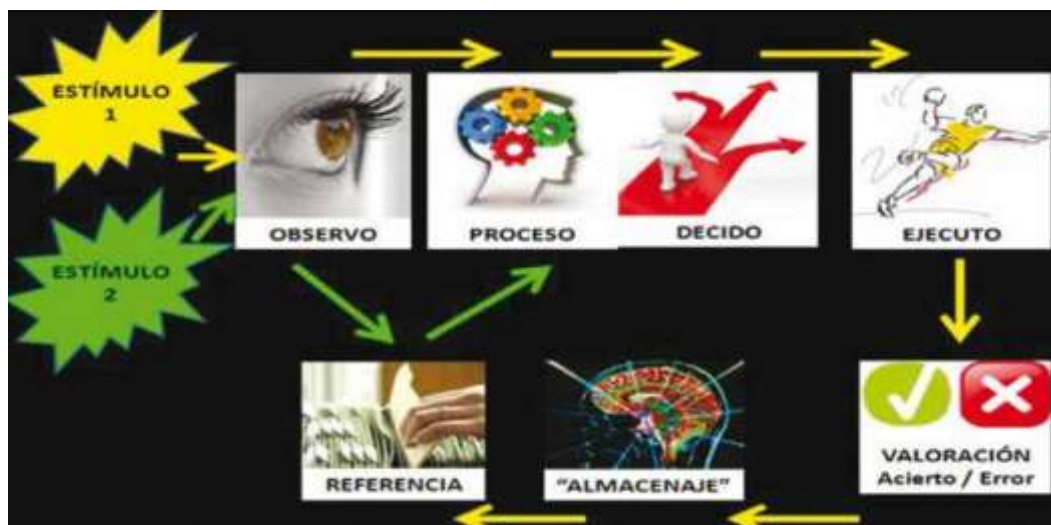 ESTÍMULO
1
ESTÍMULO
2
OBSERVO
PROCESO
DECIDO
EJECUTO
REFERENCIA
“ALMACENAJE”
VALORACIÓN
Acierto / Error